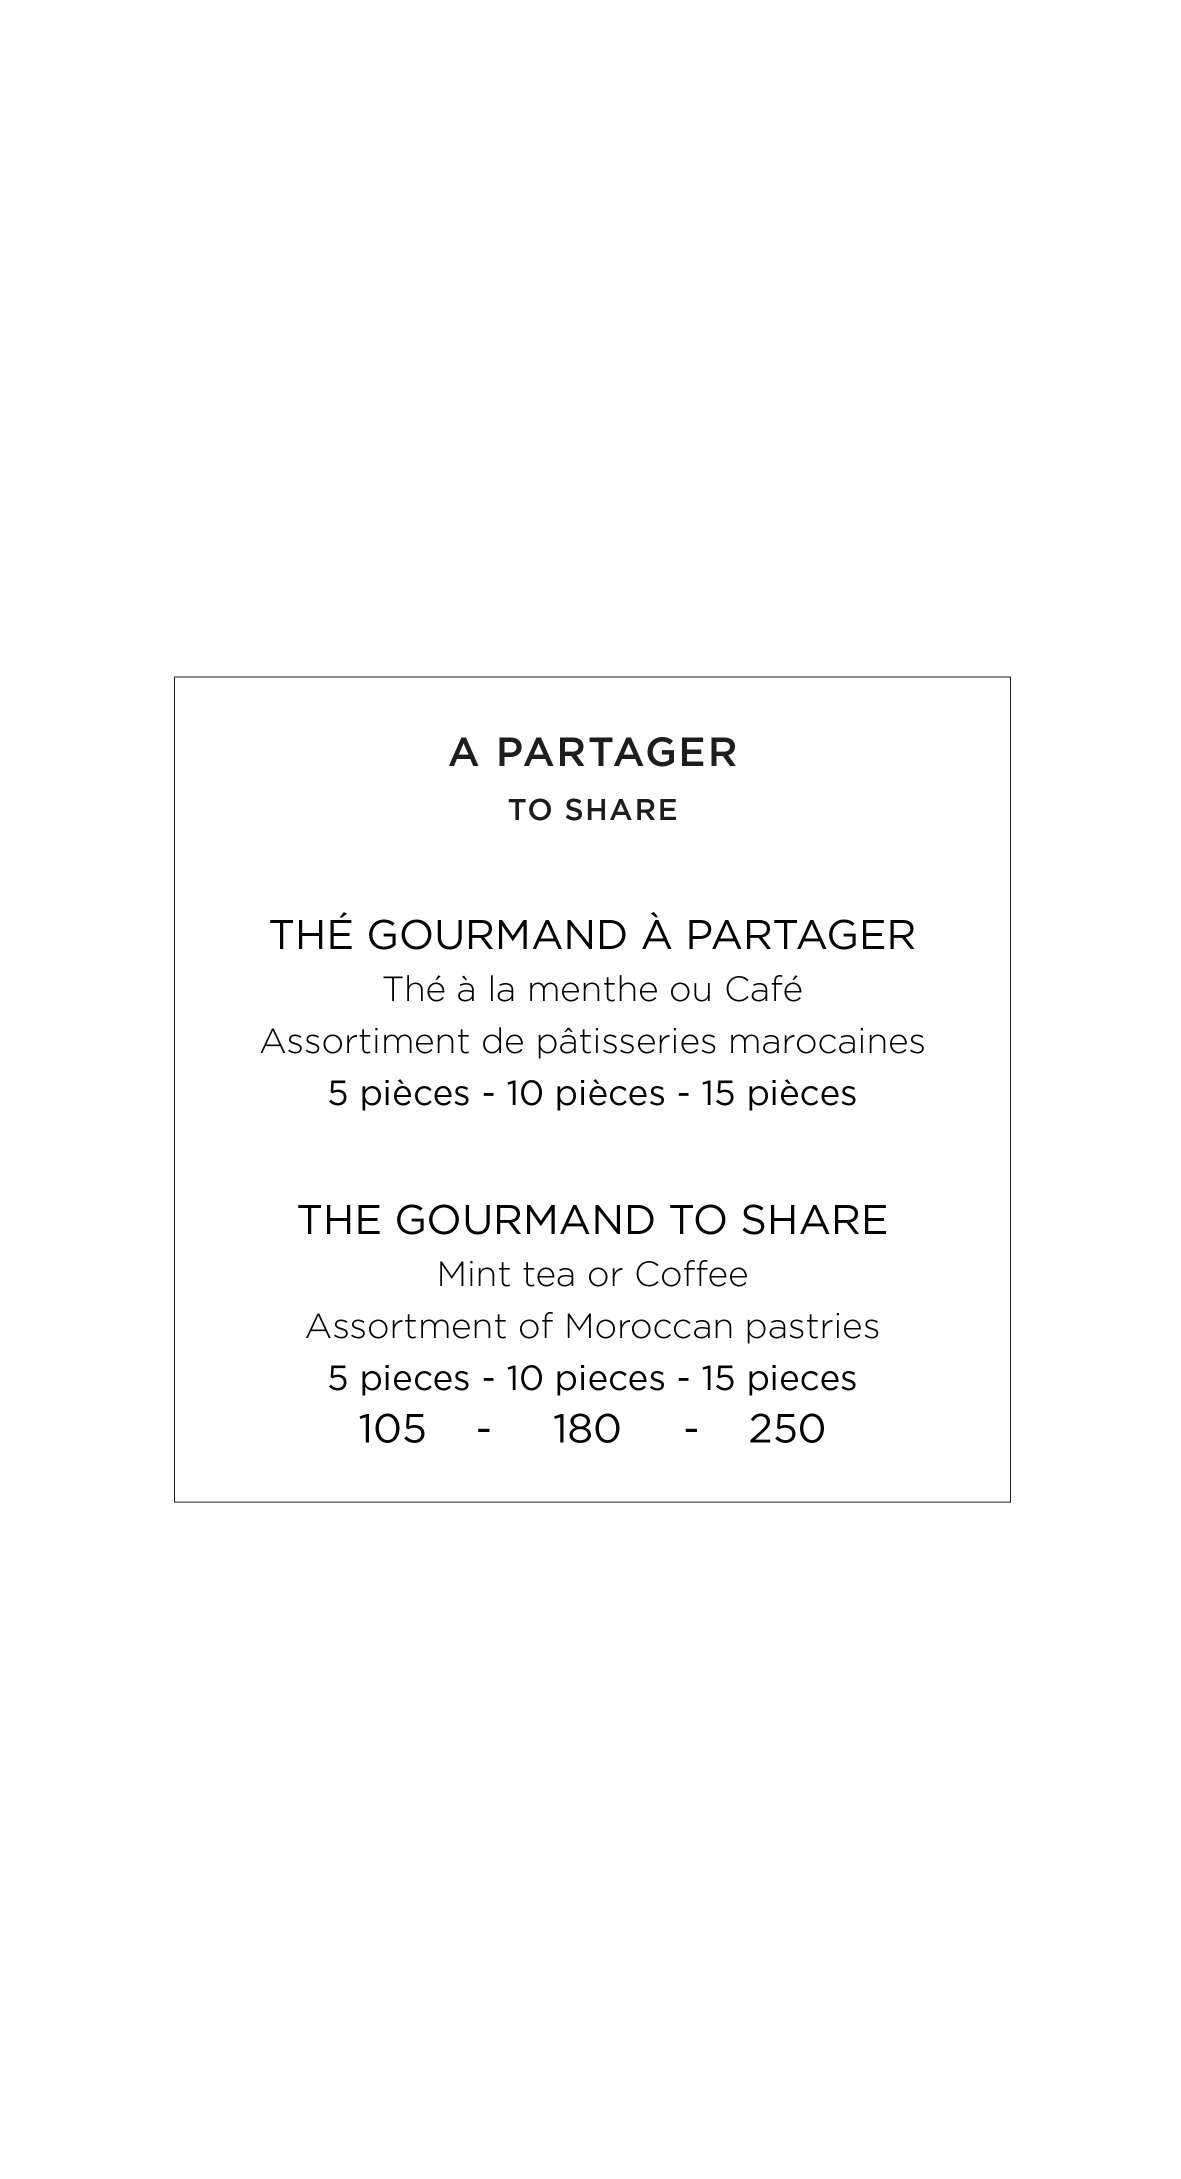 A PARTAGER
TO SHARE
THÉ GOURMAND À PARTAGER
Thé à la menthe ou Café
Assortiment de pâtisseries marocaines
5 pièces - 10 pièces - 15 pièces
THE GOURMAND TO SHARE
Mint tea or Coffee
Assortment of Moroccan pastries
5 pieces - 10 pieces - 15 pieces
105 - 180 - 250